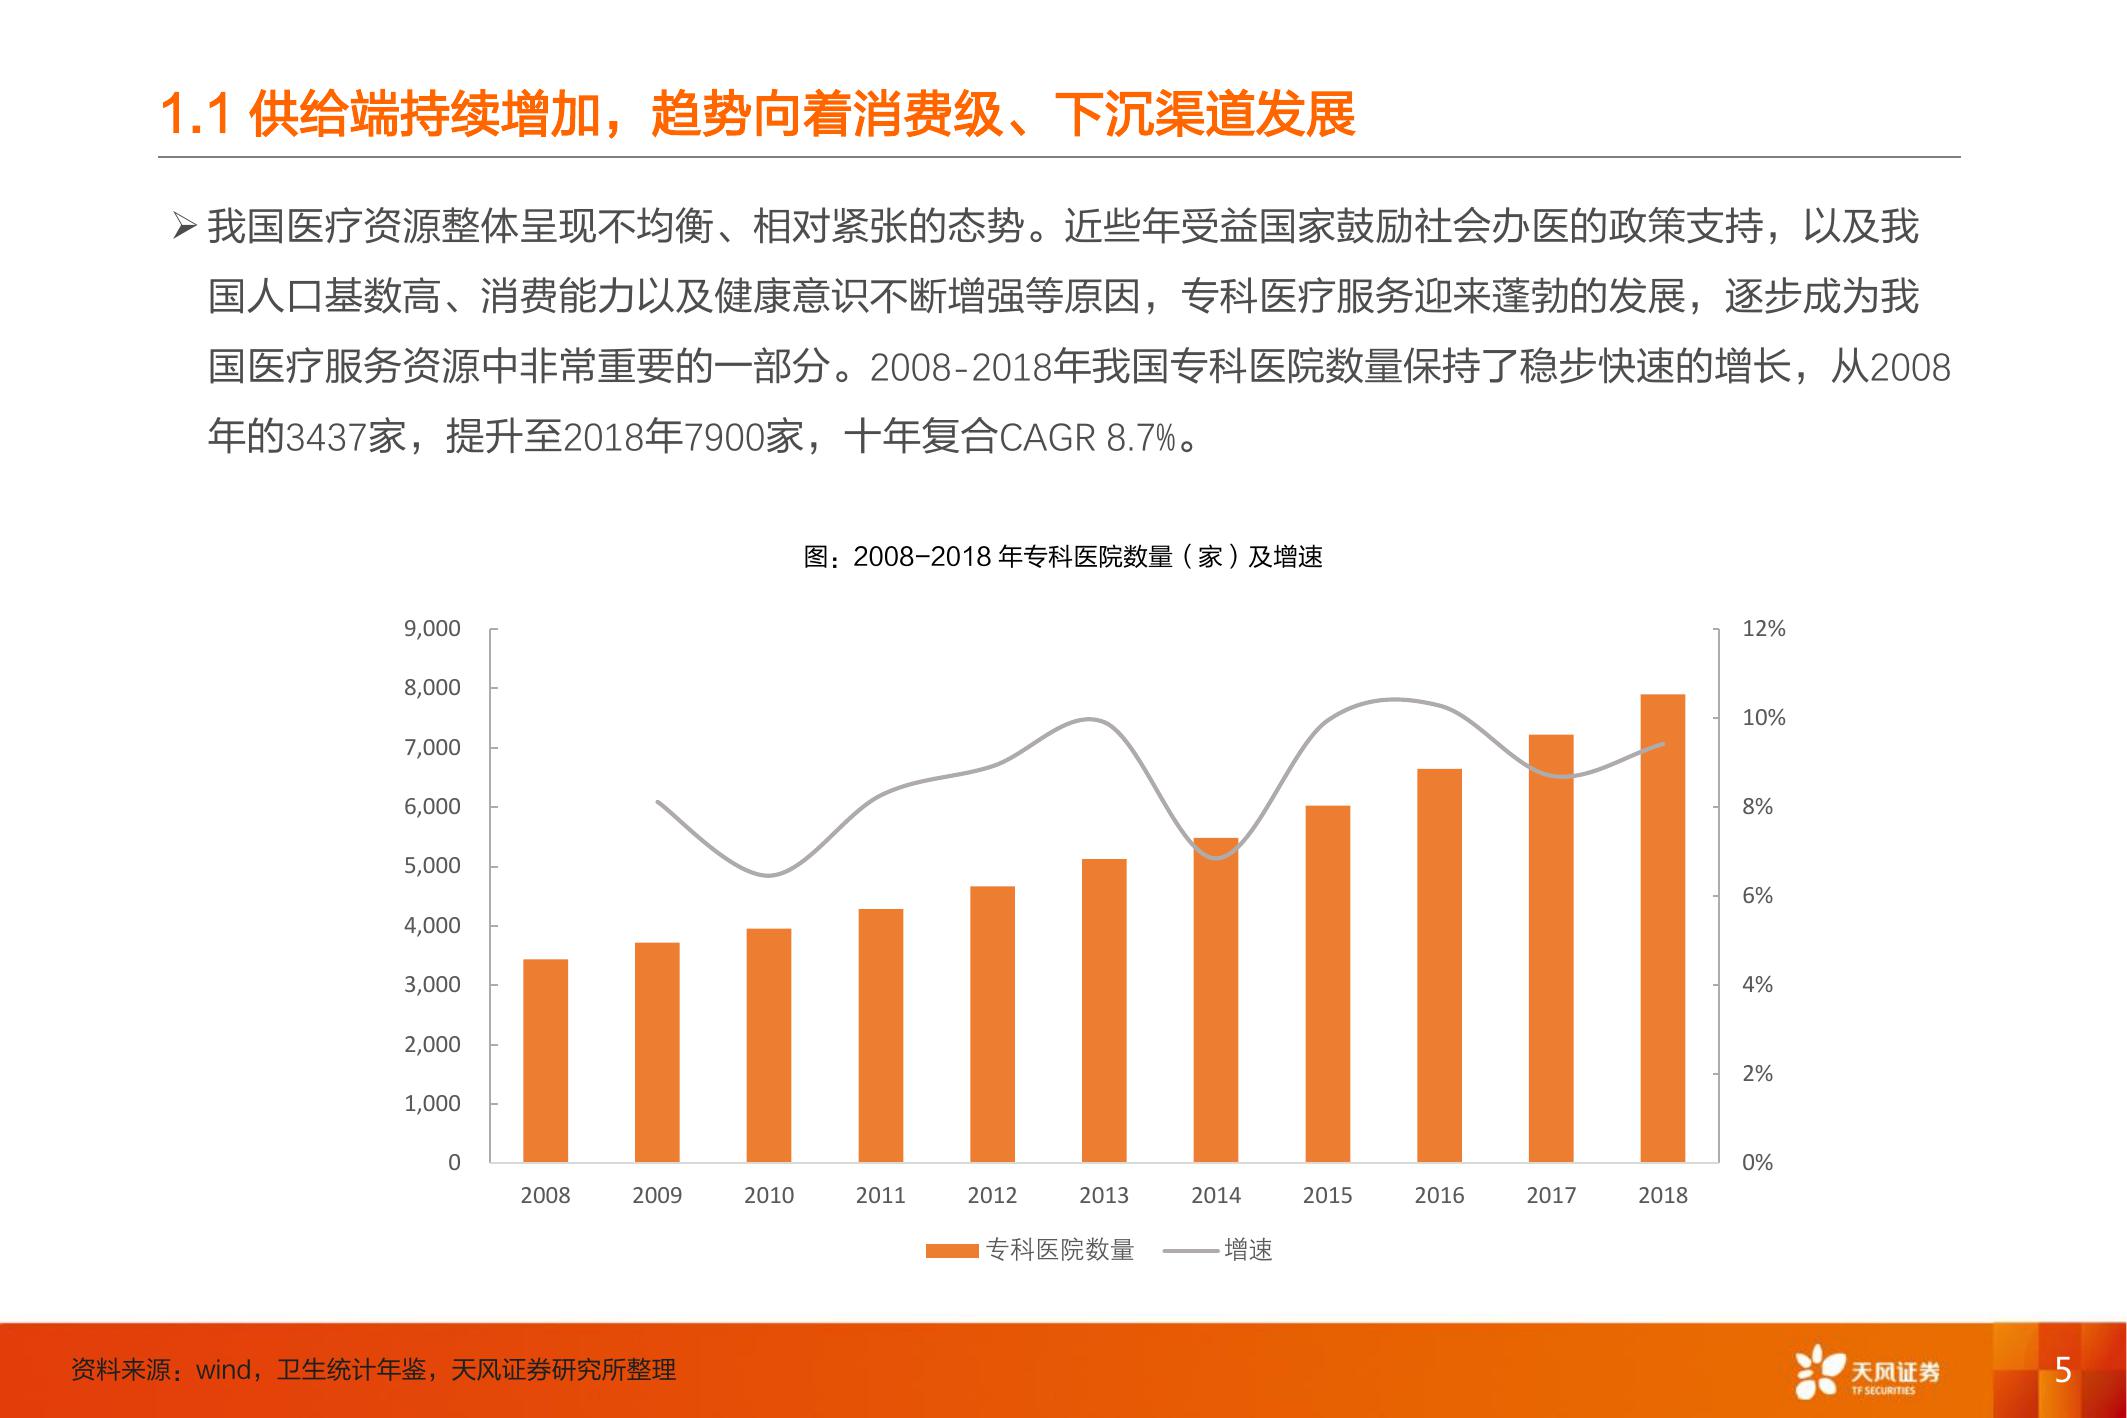 1.1 供给端持续增加，趋势向着消费级、下沉渠道发展
➢ 我国医疗资源整体呈现不均衡、相对紧张的态势。近些年受益国家鼓励社会办医的政策支持，以及我
国人口基数高、消费能力以及健康意识不断增强等原因，专科医疗服务迎来蓬勃的发展，逐步成为我
国医疗服务资源中非常重要的一部分。2008-2018年我国专科医院数量保持了稳步快速的增长，从2008
年的3437家，提升至2018年7900家，十年复合CAGR 8.7%。
图：2008-2018 年专科医院数量（家）及增速
9,000
8,000
7,000
6,000
5,000
4,000
3,000
2,000
1,000
0
12%
10%
8%
6%
4%
2%
0%
2008 2009 2010 2011 2012 2013 2014 2015 2016 2017 2018
专科医院数量 增速
资料来源：wind，卫生统计年鉴，天风证券研究所整理
天风证券
TF SECURITIES
5